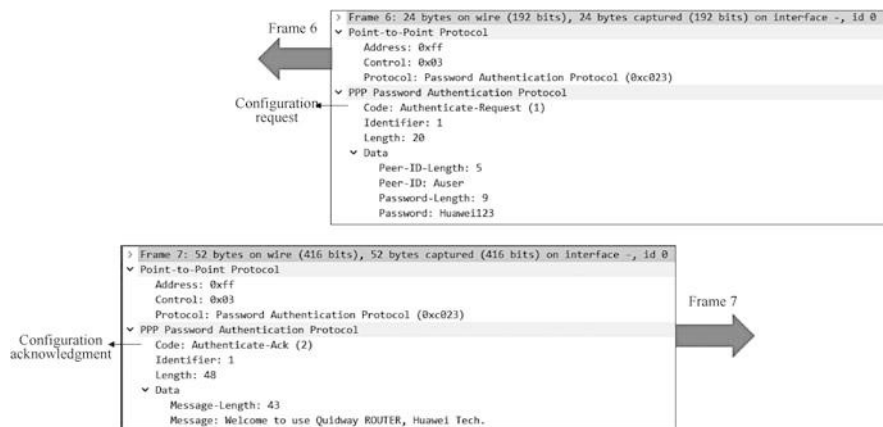 Frame 6
> Frame 6: 24 bytes on wire (192 bits), 24 bytes captured (192 bits) on interface -, id 0
Point-to-Point Protocol
Address: 0xff
Control: 0x03
Protocol: Password Authentication Protocol (0xc023)
PPP Password Authentication Protocol
Configuration request
Code: Authenticate-Request (1)
Identifier: 1
Length: 20
Data
Peer-ID-Length: 5
Peer-ID: Auser
Password-Length: 9
Password: Huawei123
> Frame 7: 52 bytes on wire (416 bits), 52 bytes captured (416 bits) on interface -, id 0
Point-to-Point Protocol
Address: 0xff
Control: 0x03
Protocol: Password Authentication Protocol (0xc023)
Frame 7
PPP Password Authentication Protocol
Configuration
acknowledgment
Code: Authenticate-Ack (2)
Identifier: 1
Length: 48
Data
Message-Length: 43
Message: Welcome to use Quidway ROUTER, Huawei Tech.